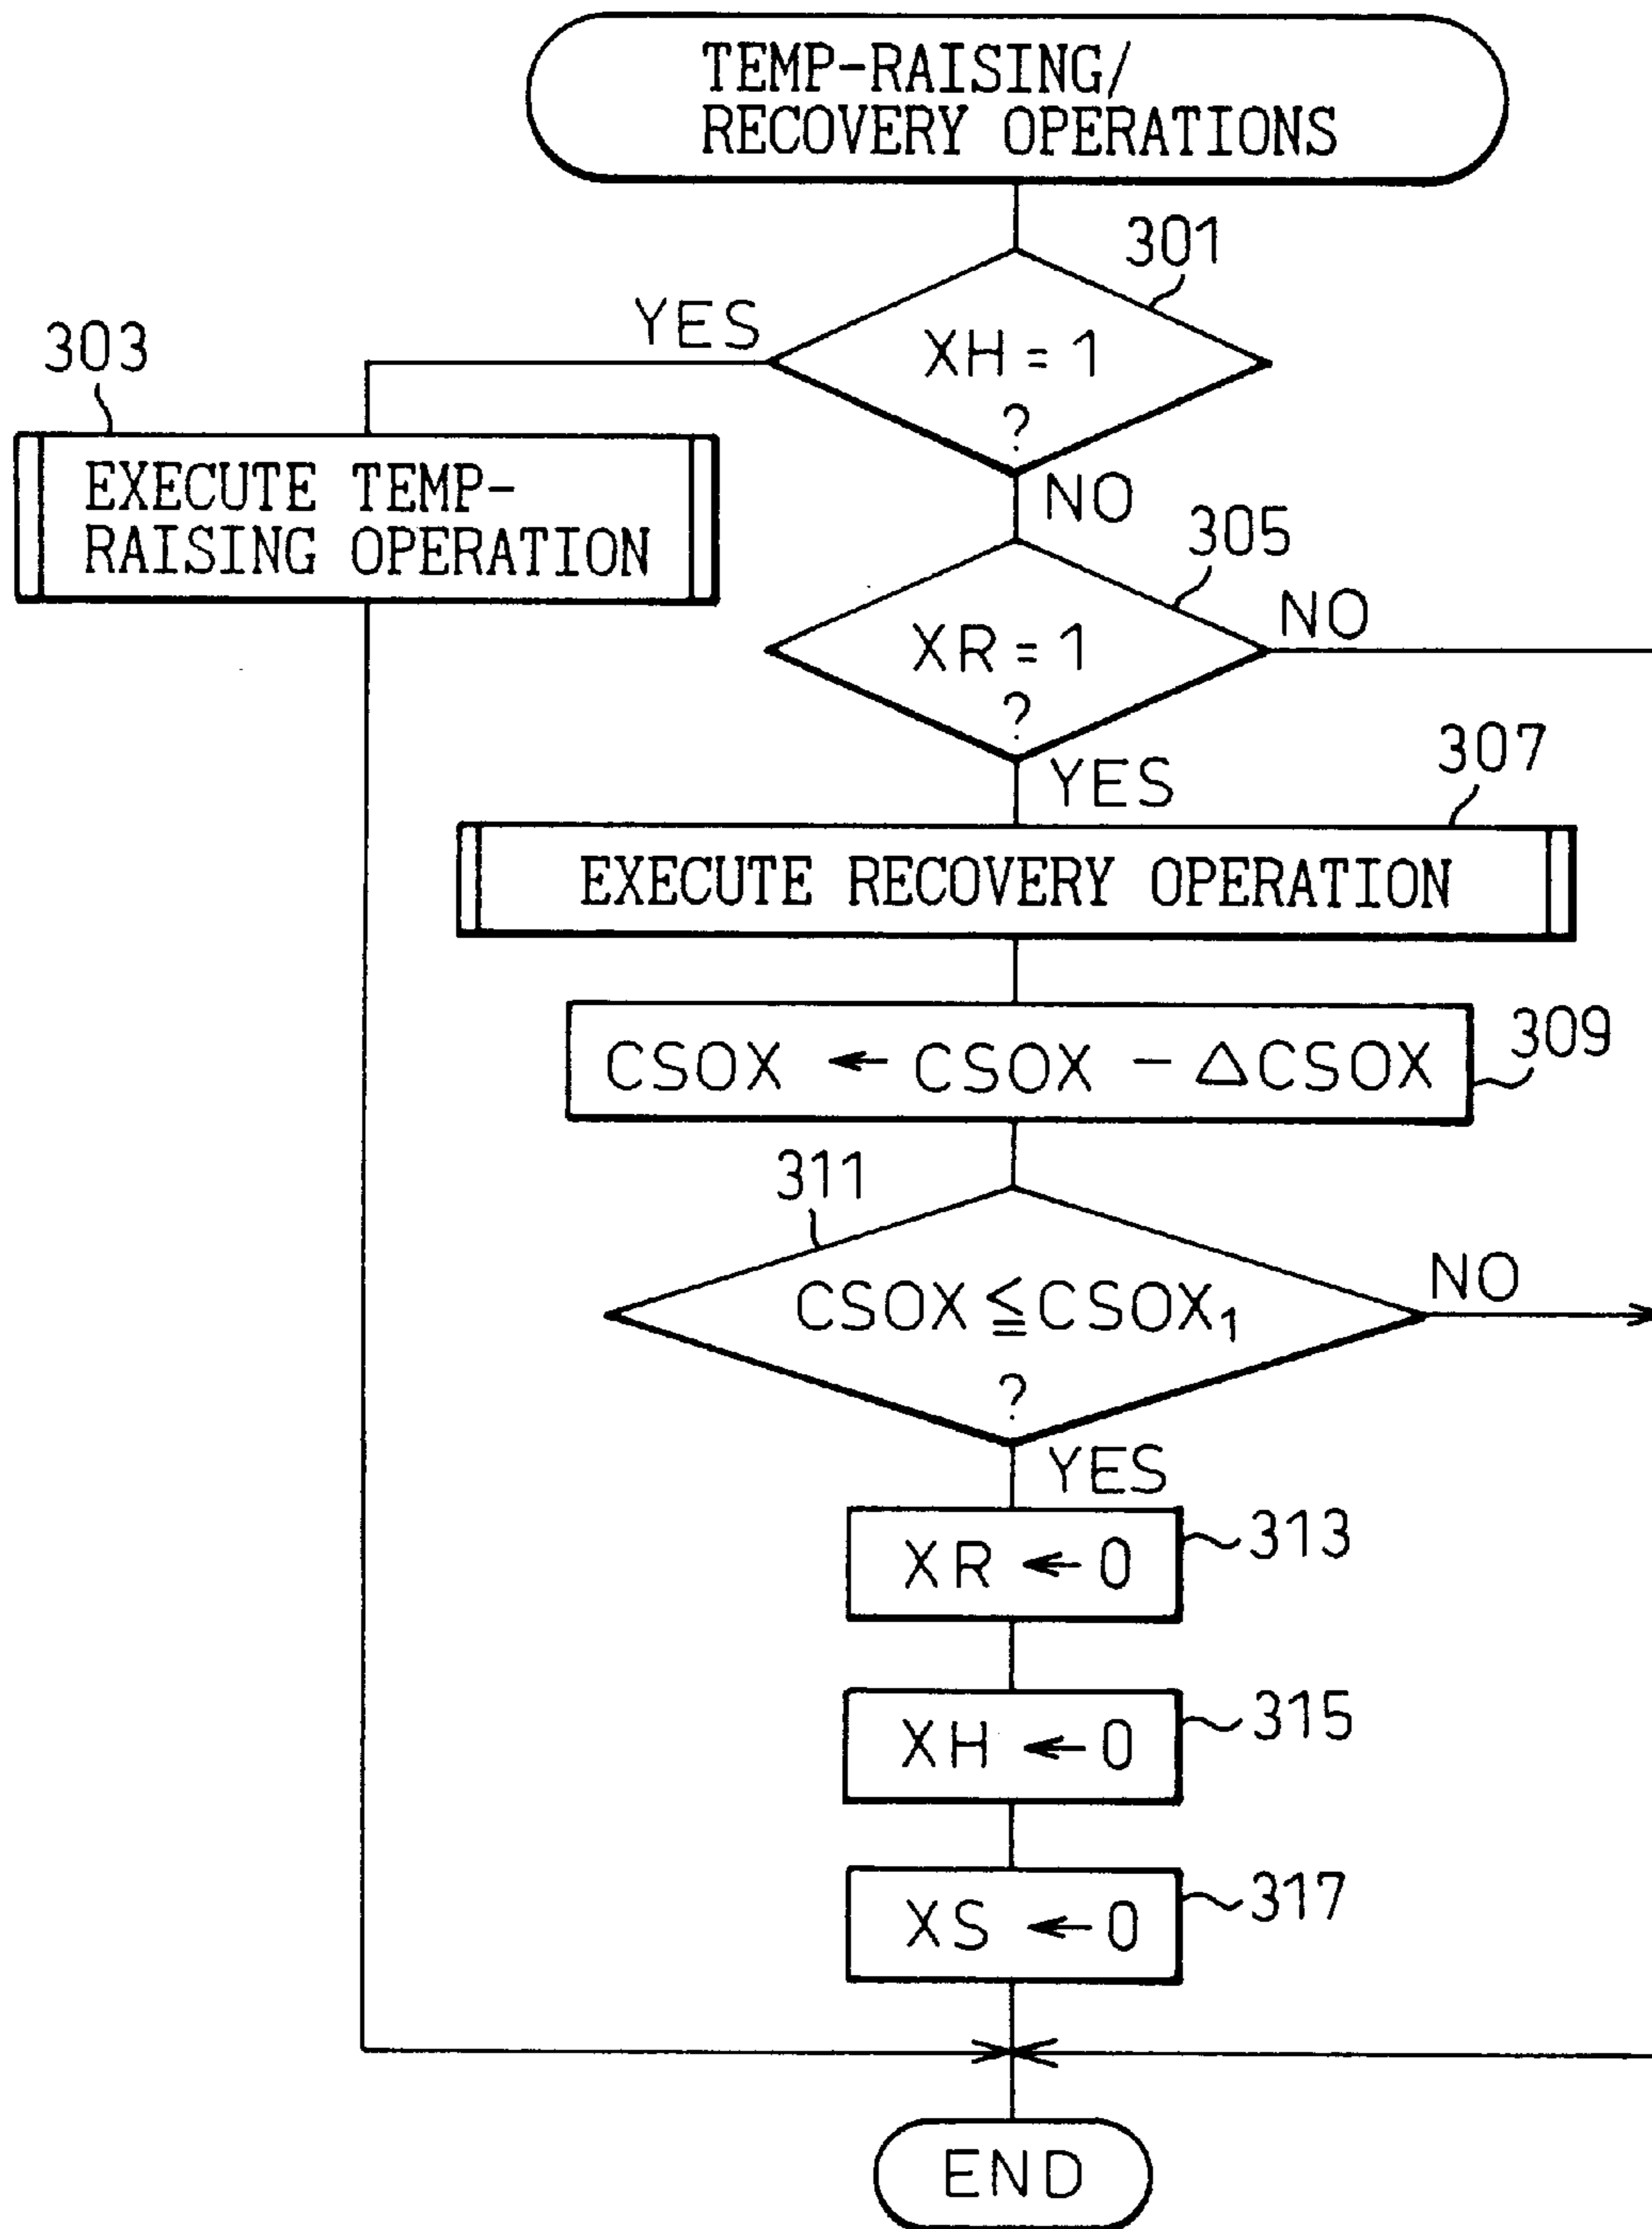 TEMP-RAISING/
RECOVERY OPERATIONS
301
YES
XH = 1
?
303
NO
EXECUTE TEMP-
RAISING OPERATION
305
NO
XR = 1
?
YES
307
EXECUTE RECOVERY OPERATION
CSOX ← CSOX − △CSOX
309
311
CSOX ≦ CSOX₁
?
NO
YES
XR ← 0
313
XH ← 0
315
XS ← 0
317
END